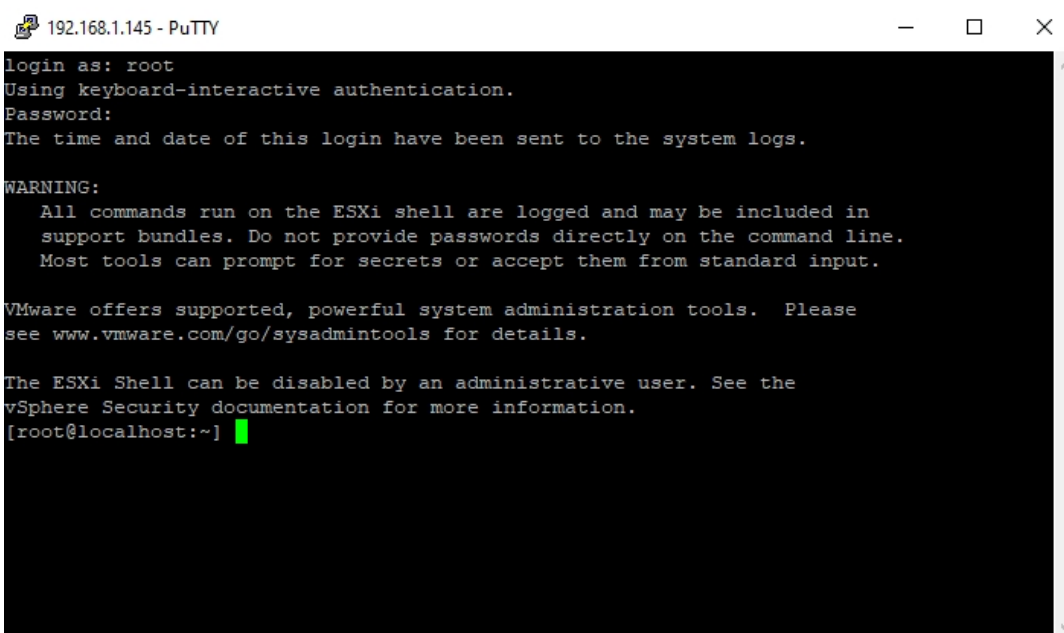 192.168.1.145 - PuTTY
login as: root
Using keyboard-interactive authentication.
Password:
The time and date of this login have been sent to the system logs.
WARNING:
All commands run on the ESXi shell are logged and may be included in
support bundles. Do not provide passwords directly on the command line.
Most tools can prompt for secrets or accept them from standard input.
VMware offers supported, powerful system administration tools.  Please
see www.vmware.com/go/sysadmintools for details.
The ESXi Shell can be disabled by an administrative user. See the
vSphere Security documentation for more information.
[root@localhost:~]